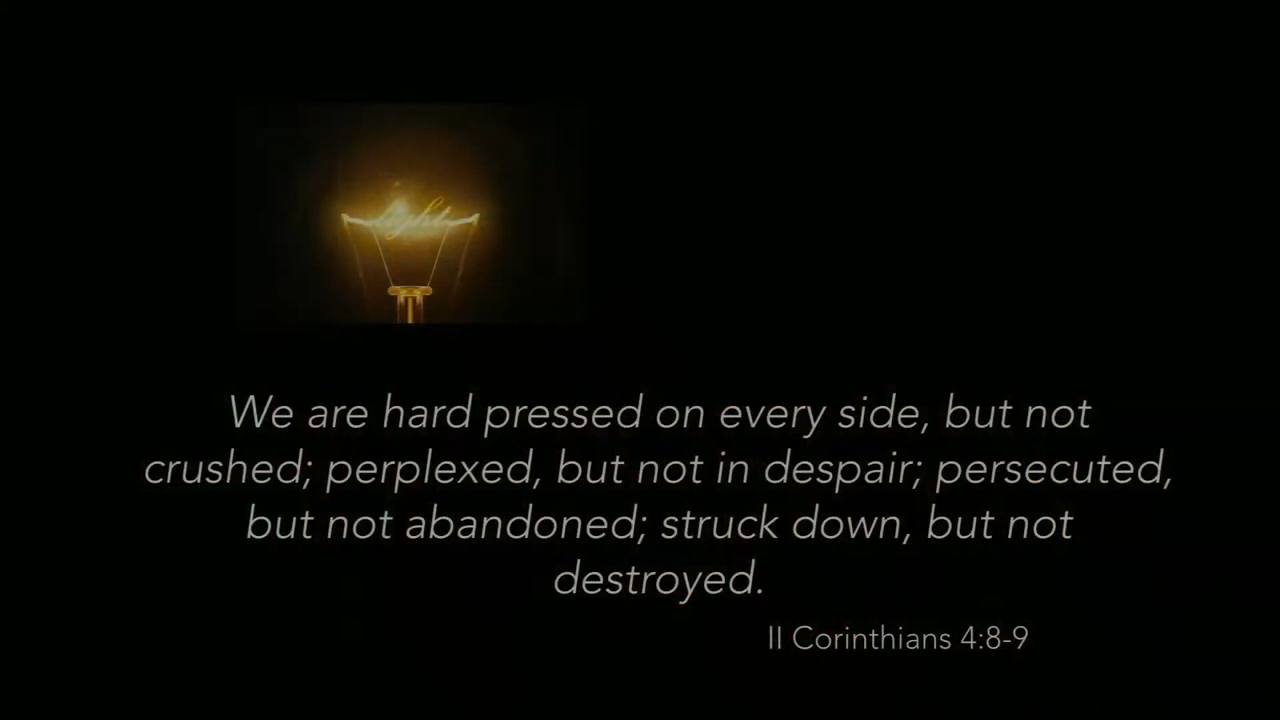 light
We are hard pressed on every side, but not
crushed; perplexed, but not in despair; persecuted,
but not abandoned; struck down, but not
destroyed.
II Corinthians 4:8-9